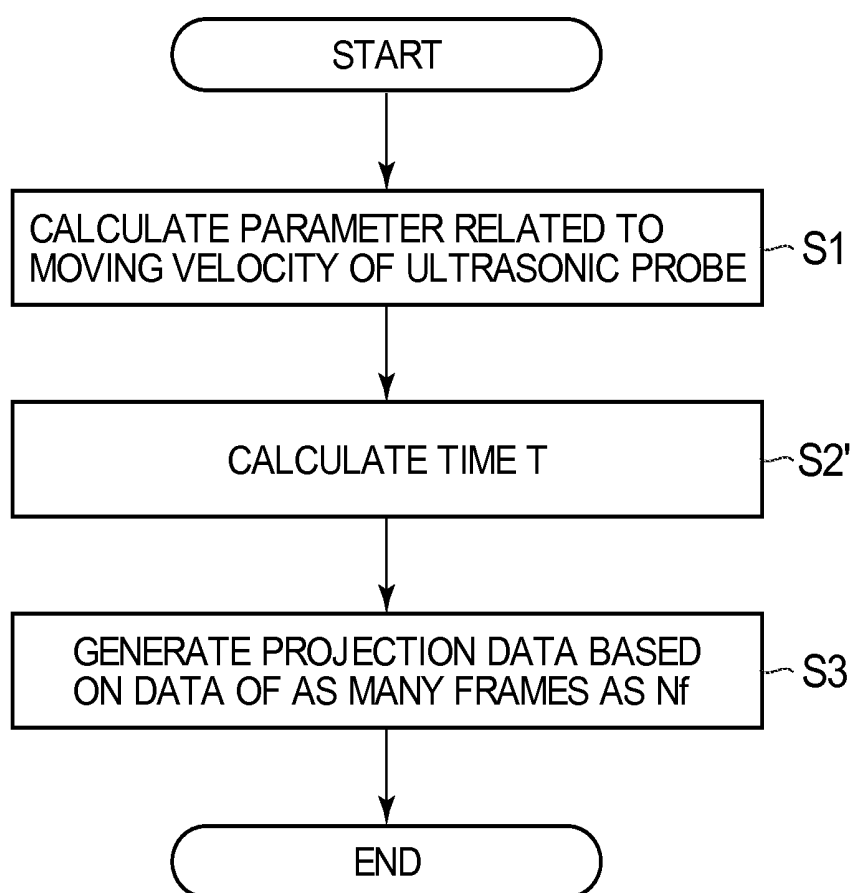 START
CALCULATE PARAMETER RELATED TO
MOVING VELOCITY OF ULTRASONIC PROBE
S1
CALCULATE TIME T
S2'
GENERATE PROJECTION DATA BASED
ON DATA OF AS MANY FRAMES AS Nf
S3
END